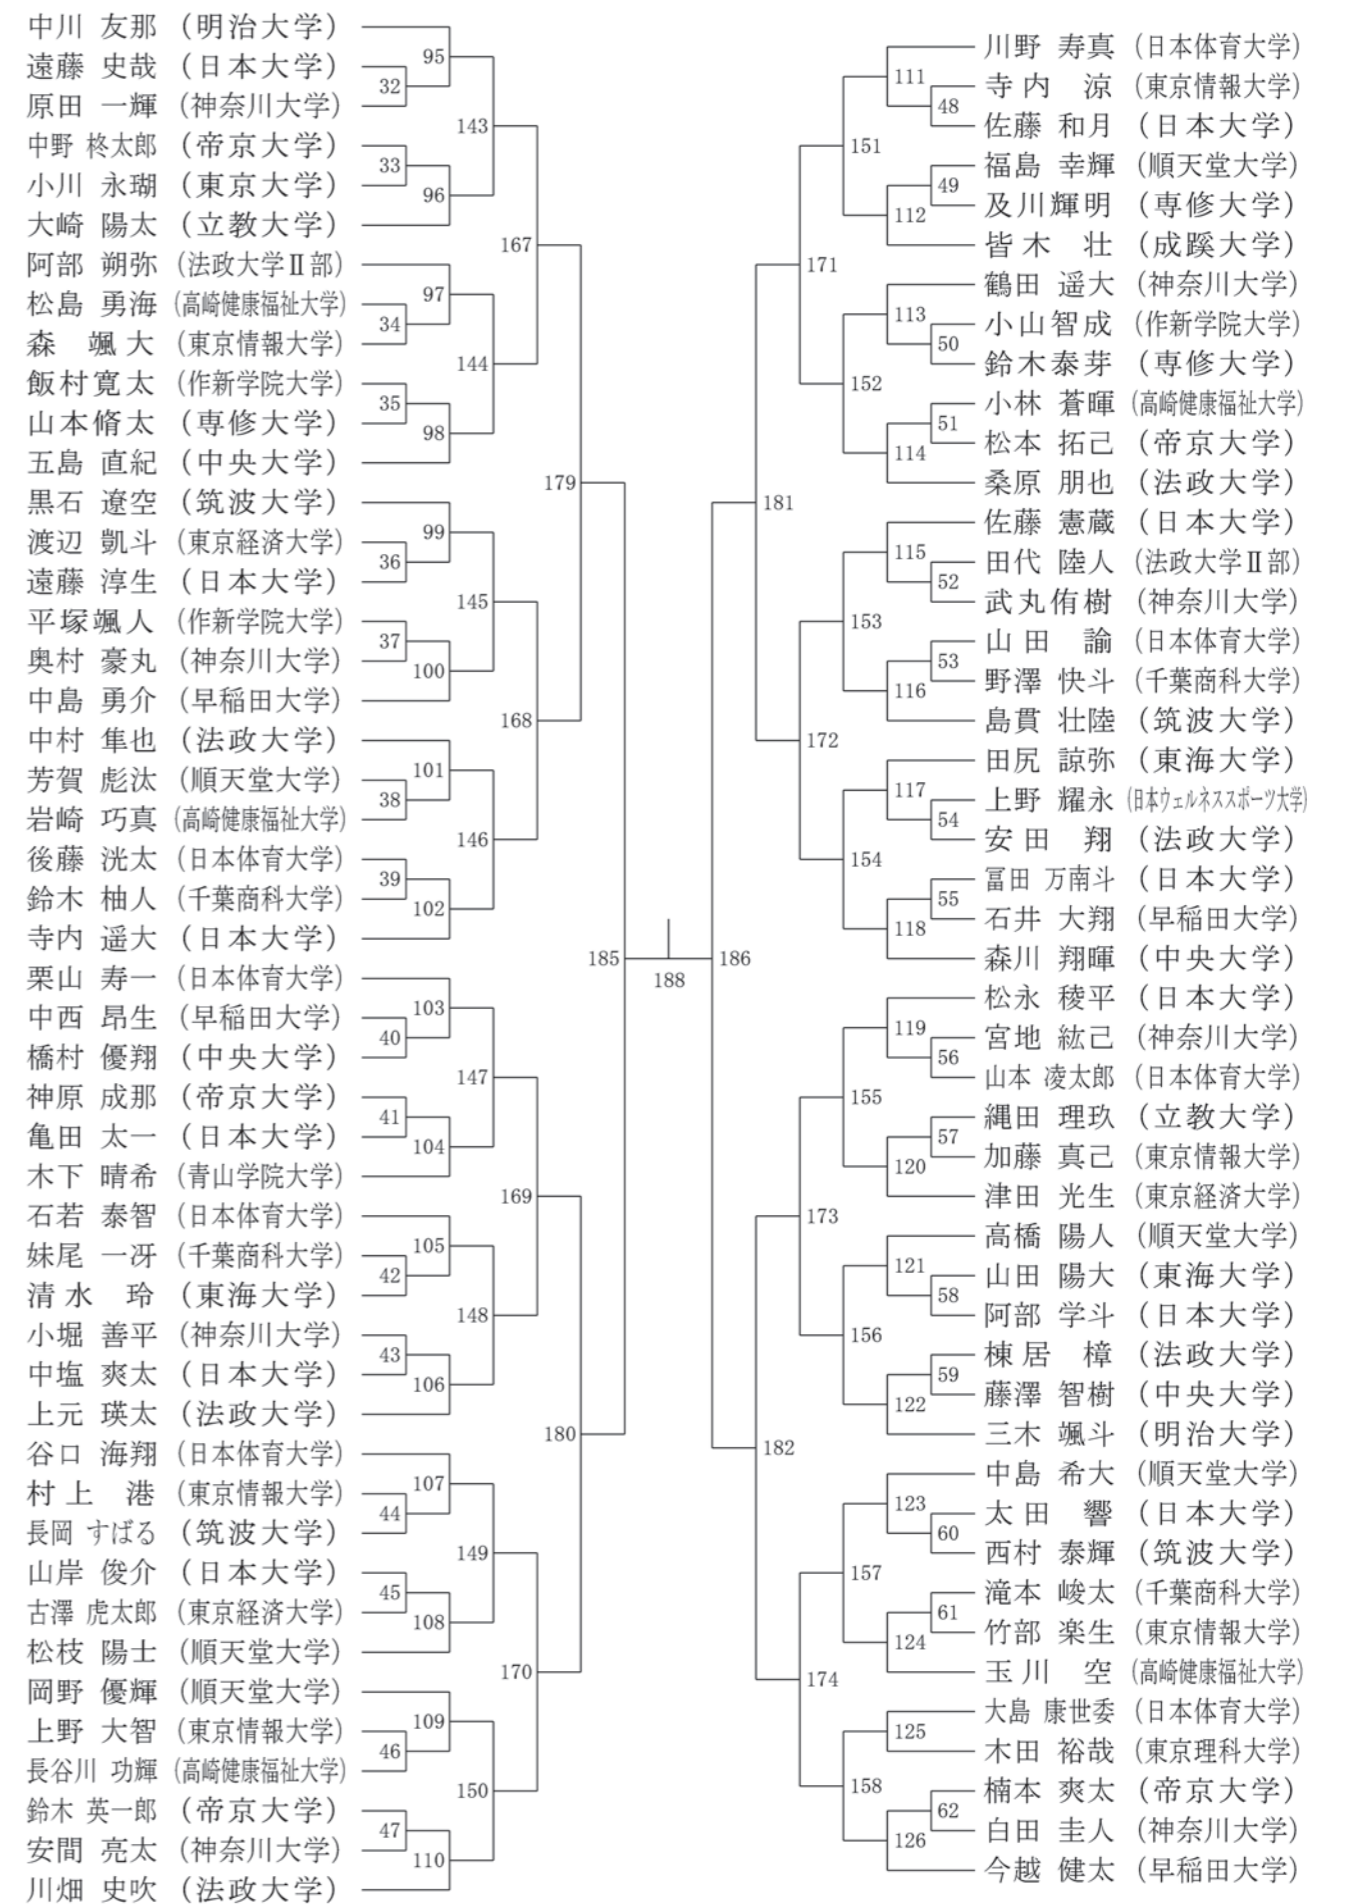 中川 友那 (明治大学)
遠藤 史哉 (日本大学)
原田 一輝 (神奈川大学)
中野 柊太郎 (帝京大学)
小川 永瑚 (東京大学)
大崎 陽太 (立教大学)
阿部 朔弥 (法政大学Ⅱ部)
松島 勇海 (高崎健康福祉大学)
森 颯大 (東京情報大学)
飯村寛太 (作新学院大学)
山本脩太 (専修大学)
五島 直紀 (中央大学)
黒石 遼空 (筑波大学)
渡辺 凱斗 (東京経済大学)
遠藤 淳生 (日本大学)
平塚颯人 (作新学院大学)
奥村 豪丸 (神奈川大学)
中島 勇介 (早稲田大学)
中村 隼也 (法政大学)
芳賀 彪汰 (順天堂大学)
岩崎 巧真 (高崎健康福祉大学)
後藤 洸太 (日本体育大学)
鈴木 柚人 (千葉商科大学)
寺内 遥大 (日本大学)
栗山 寿一 (日本体育大学)
中西 昂生 (早稲田大学)
橋村 優翔 (中央大学)
神原 成那 (帝京大学)
亀田 太一 (日本大学)
木下 晴希 (青山学院大学)
石若 泰智 (日本体育大学)
妹尾 一冴 (千葉商科大学)
清水 玲 (東海大学)
小堀 善平 (神奈川大学)
中塩 爽太 (日本大学)
上元 瑛太 (法政大学)
谷口 海翔 (日本体育大学)
村上 港 (東京情報大学)
長岡 すばる (筑波大学)
山岸 俊介 (日本大学)
古澤 虎太郎 (東京経済大学)
松枝 陽士 (順天堂大学)
岡野 優輝 (順天堂大学)
上野 大智 (東京情報大学)
長谷川 功輝 (高崎健康福祉大学)
鈴木 英一郎 (帝京大学)
安間 亮太 (神奈川大学)
川畑 史吹 (法政大学)
32
33
34
35
36
37
38
39
40
41
42
43
44
45
46
47
95
96
97
98
99
100
101
102
103
104
105
106
107
108
109
110
143
144
145
146
147
148
149
150
167
168
169
170
179
180
185
188
186
181
182
171
172
173
174
151
152
153
154
155
156
157
158
111
112
113
114
115
116
117
118
119
120
121
122
123
124
125
126
48
49
50
51
52
53
54
55
56
57
58
59
60
61
62
川野 寿真 (日本体育大学)
寺内 涼 (東京情報大学)
佐藤 和月 (日本大学)
福島 幸輝 (順天堂大学)
及川輝明 (専修大学)
皆木 壮 (成蹊大学)
鶴田 遥大 (神奈川大学)
小山智成 (作新学院大学)
鈴木泰芽 (専修大学)
小林 蒼暉 (高崎健康福祉大学)
松本 拓己 (帝京大学)
桑原 朋也 (法政大学)
佐藤 憲蔵 (日本大学)
田代 陸人 (法政大学Ⅱ部)
武丸侑樹 (神奈川大学)
山田 諭 (日本体育大学)
野澤 快斗 (千葉商科大学)
島貫 壮陸 (筑波大学)
田尻 諒弥 (東海大学)
上野 耀永 (日本ウェルネススポーツ大学)
安田 翔 (法政大学)
冨田 万南斗 (日本大学)
石井 大翔 (早稲田大学)
森川 翔暉 (中央大学)
松永 稜平 (日本大学)
宮地 紘己 (神奈川大学)
山本 凌太郎 (日本体育大学)
縄田 理玖 (立教大学)
加藤 真己 (東京情報大学)
津田 光生 (東京経済大学)
高橋 陽人 (順天堂大学)
山田 陽大 (東海大学)
阿部 学斗 (日本大学)
棟居 樟 (法政大学)
藤澤 智樹 (中央大学)
三木 颯斗 (明治大学)
中島 希大 (順天堂大学)
太田 響 (日本大学)
西村 泰輝 (筑波大学)
滝本 峻太 (千葉商科大学)
竹部 楽生 (東京情報大学)
玉川 空 (高崎健康福祉大学)
大島 康世委 (日本体育大学)
木田 裕哉 (東京理科大学)
楠本 爽太 (帝京大学)
白田 圭人 (神奈川大学)
今越 健太 (早稲田大学)